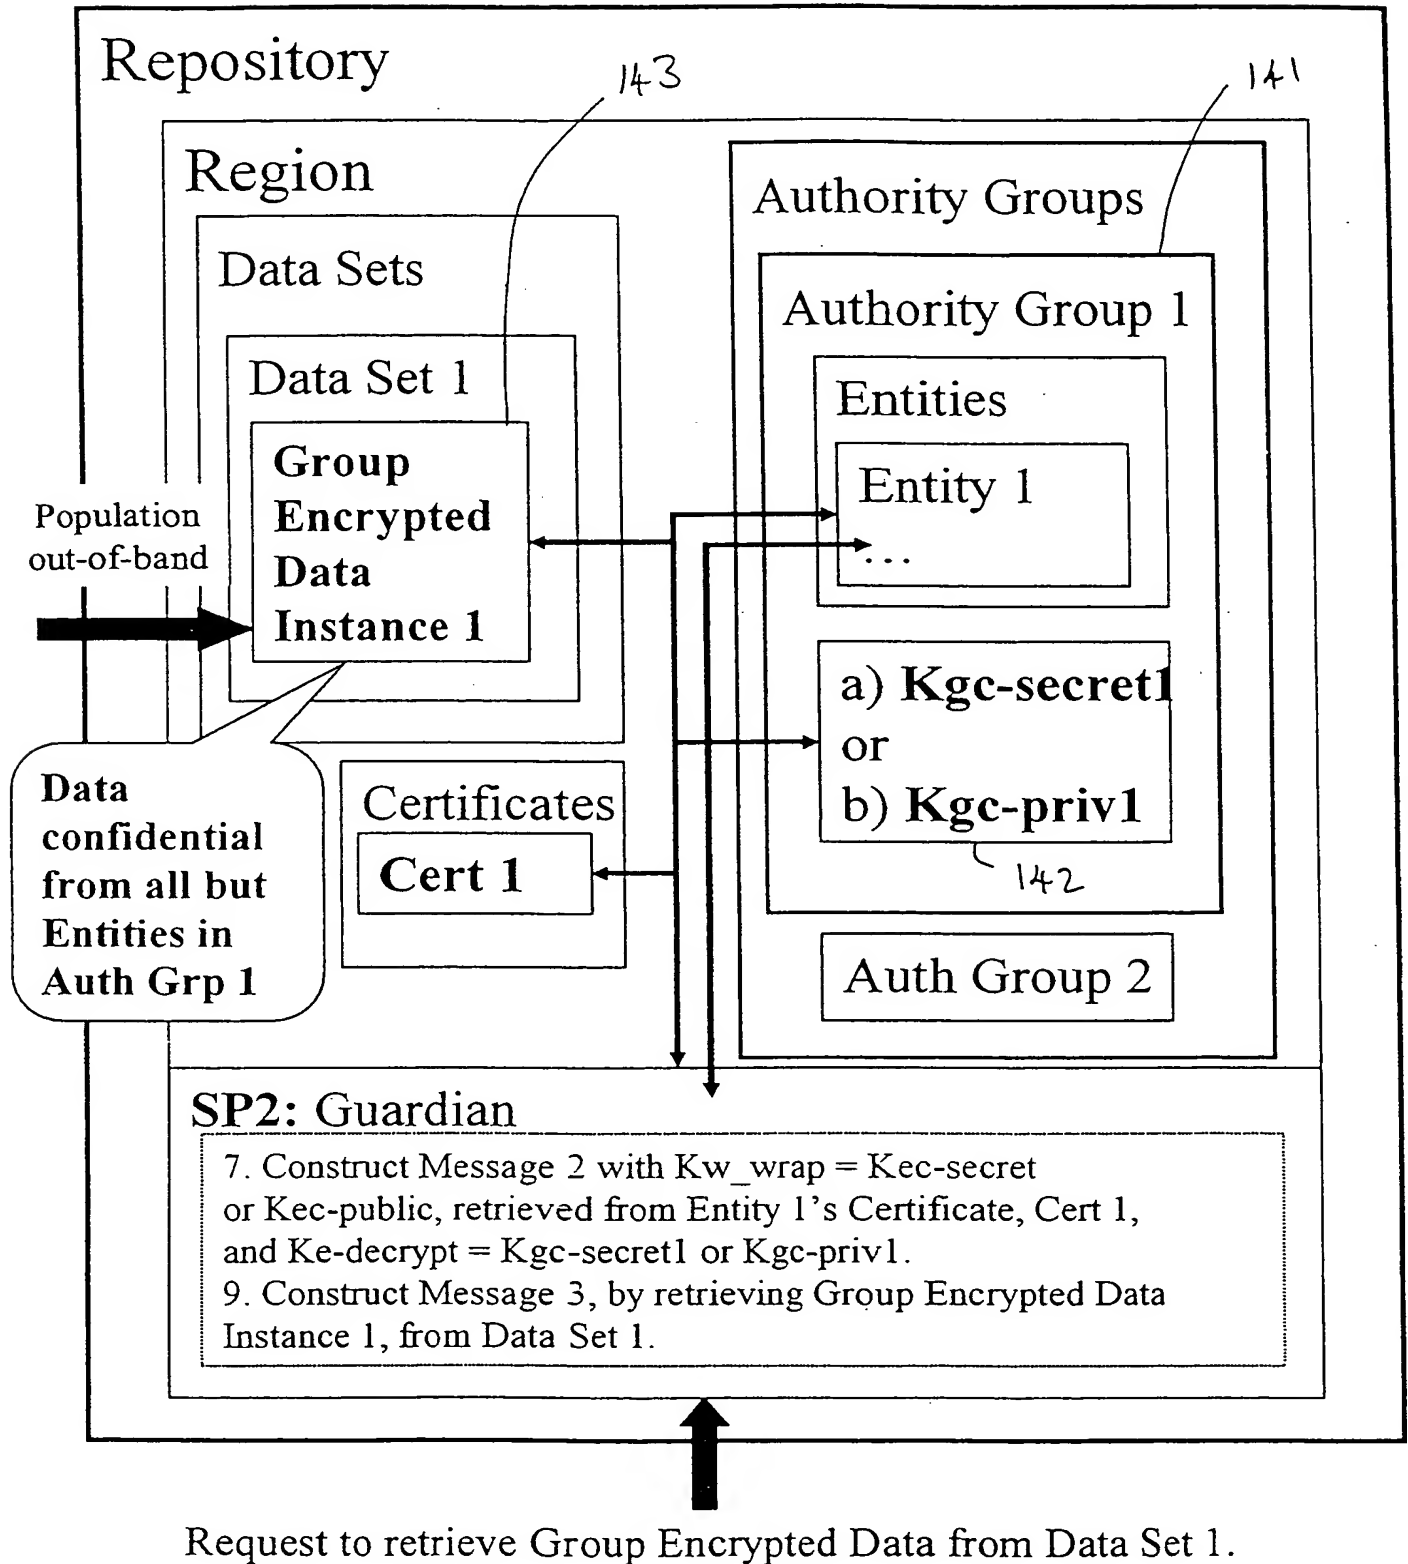 Repository
143
141
Region
Authority Groups
Data Sets
Authority Group 1
Data Set 1
Entities
Group
Encrypted
Data
Instance 1
Entity 1
...
Population
out-of-band
a) Kgc-secret1
or
b) Kgc-priv1
142
Data
confidential
from all but
Entities in
Auth Grp 1
Certificates
Cert 1
Auth Group 2
SP2: Guardian
7. Construct Message 2 with Kw_wrap = Kec-secret
or Kec-public, retrieved from Entity 1's Certificate, Cert 1,
and Ke-decrypt = Kgc-secret1 or Kgc-priv1.
9. Construct Message 3, by retrieving Group Encrypted Data
Instance 1, from Data Set 1.
Request to retrieve Group Encrypted Data from Data Set 1.